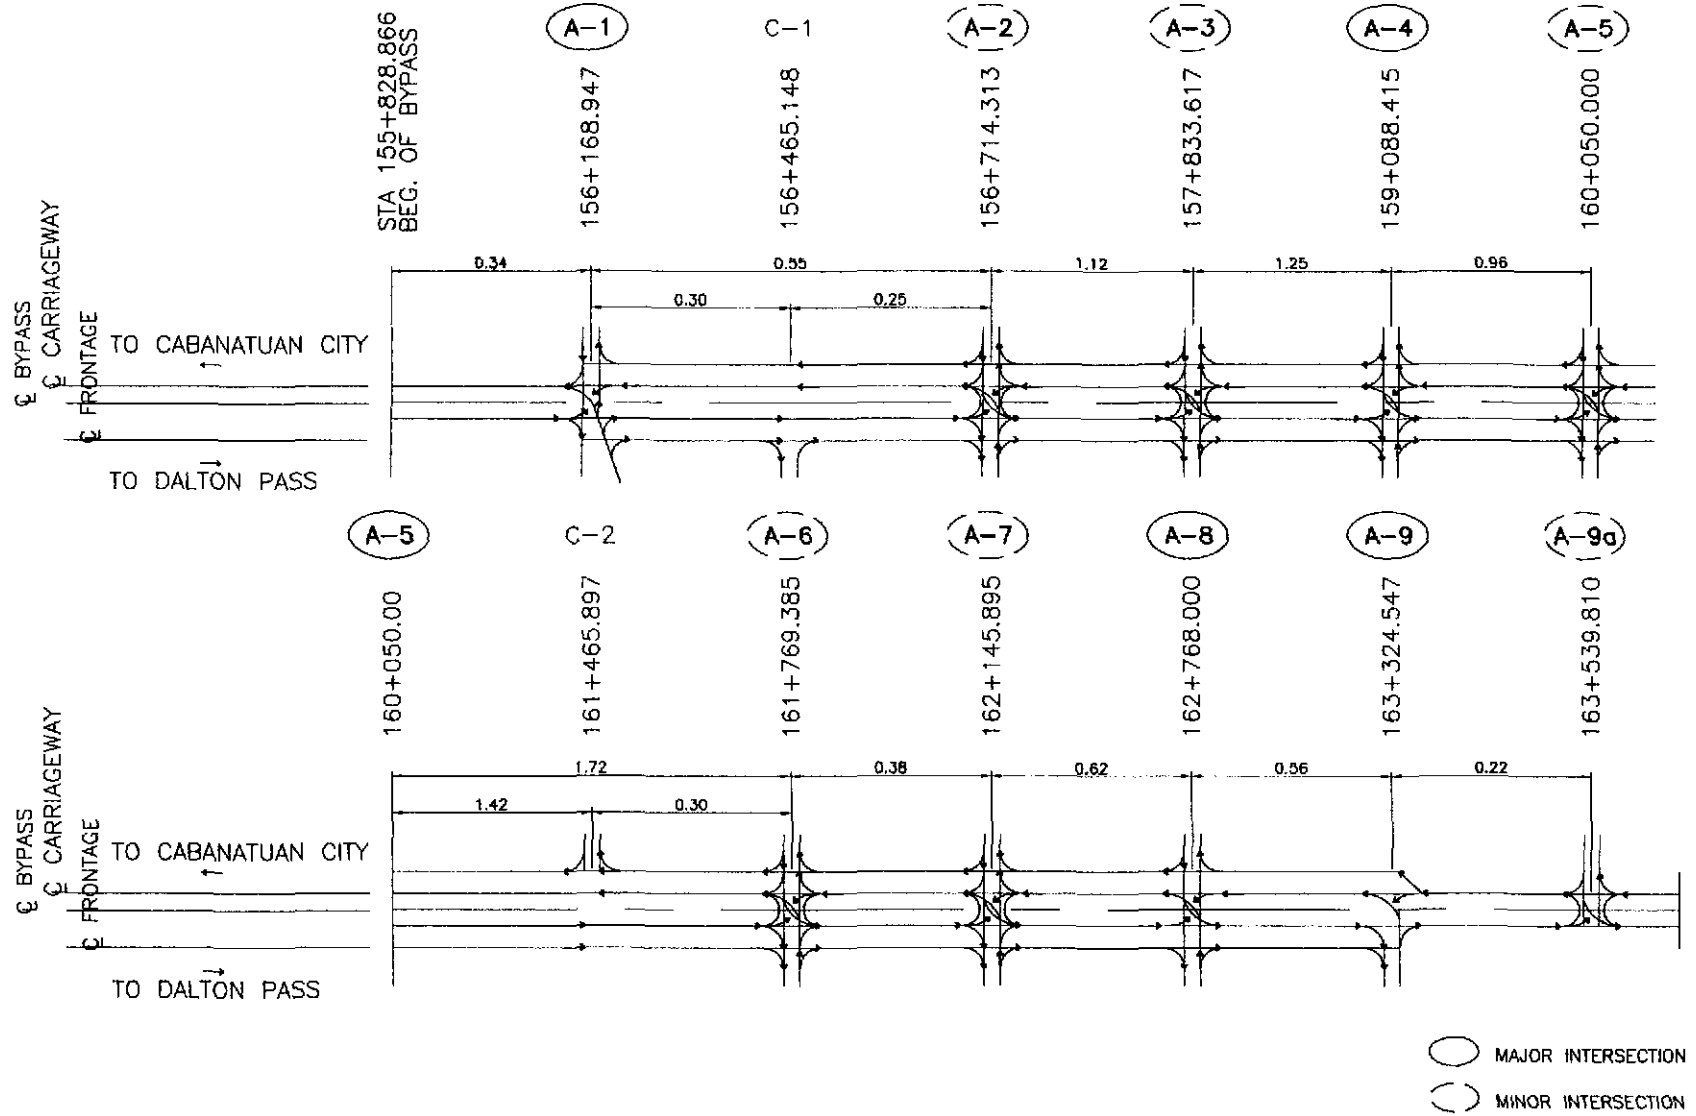 A-1
C-1
A-2
A-3
A-4
A-5
STA 155+828.866
BEG. OF BYPASS
156+168.947
156+465.148
156+714.313
157+833.617
159+088.415
160+050.000
0.34
0.55
1.12
1.25
0.96
0.30
0.25
℄ BYPASS
℄ CARRIAGEWAY
℄ FRONTAGE
TO CABANATUAN CITY
TO DALTON PASS
A-5
C-2
A-6
A-7
A-8
A-9
A-9a
160+050.00
161+465.897
161+769.385
162+145.895
162+768.000
163+324.547
163+539.810
1.72
0.38
0.62
0.56
0.22
1.42
0.30
℄ BYPASS
℄ CARRIAGEWAY
℄ FRONTAGE
TO CABANATUAN CITY
TO DALTON PASS
MAJOR INTERSECTION
MINOR INTERSECTION